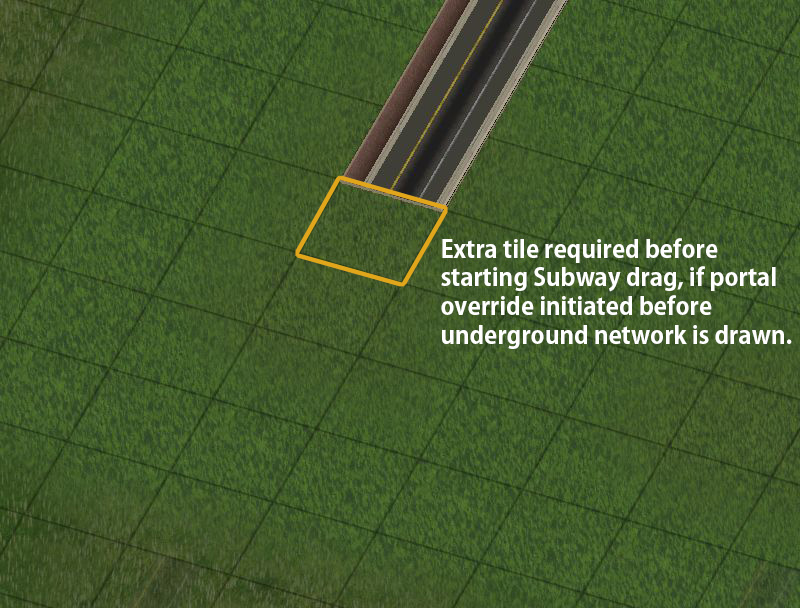 Extra tile required before
starting Subway drag, if portal
override initiated before
underground network is drawn.